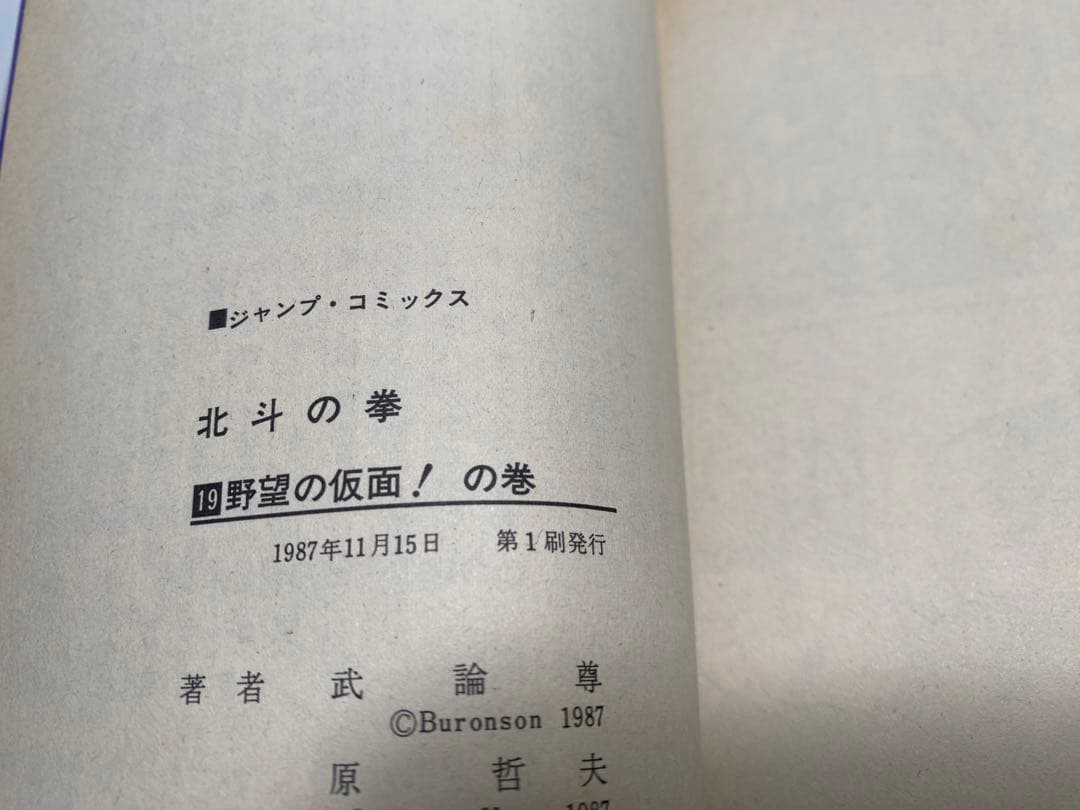 ■ジャンプ・コミックス
北斗の拳
19野望の仮面!の巻
1987年11月15日 第1刷発行
著者 武論尊
©Buronson 1987
原哲夫
1987